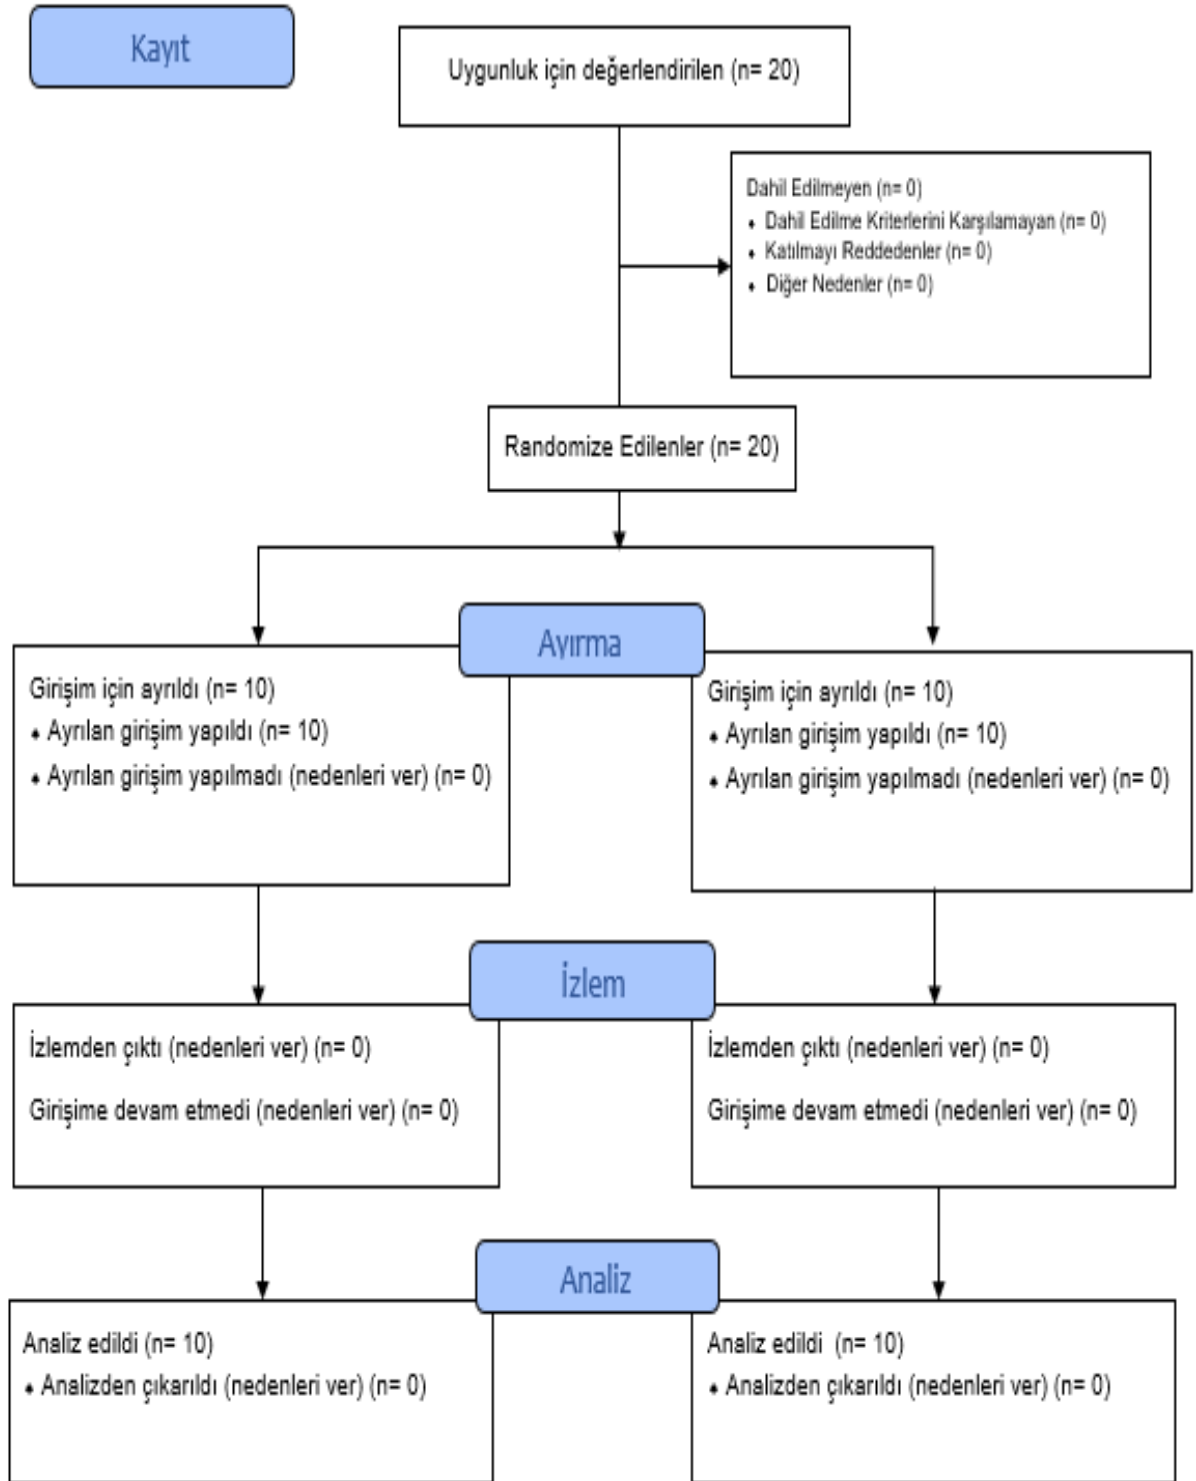 Kayıt
Uygunluk için değerlendirilen (n= 20)
Dahil Edilmeyen (n= 0)
♦ Dahil Edilme Kriterlerini Karşılamayan (n= 0)
♦ Katılmayı Reddedenler (n= 0)
♦ Diğer Nedenler (n= 0)
Randomize Edilenler (n= 20)
Ayırma
Girişim için ayrıldı (n= 10)
♦ Ayrılan girişim yapıldı (n= 10)
♦ Ayrılan girişim yapılmadı (nedenleri ver) (n= 0)
Girişim için ayrıldı (n= 10)
♦ Ayrılan girişim yapıldı (n= 10)
♦ Ayrılan girişim yapılmadı (nedenleri ver) (n= 0)
İzlem
İzlemden çıktı (nedenleri ver) (n= 0)
Girişime devam etmedi (nedenleri ver) (n= 0)
İzlemden çıktı (nedenleri ver) (n= 0)
Girişime devam etmedi (nedenleri ver) (n= 0)
Analiz
Analiz edildi (n= 10)
♦ Analizden çıkarıldı (nedenleri ver) (n= 0)
Analiz edildi (n= 10)
♦ Analizden çıkarıldı (nedenleri ver) (n= 0)